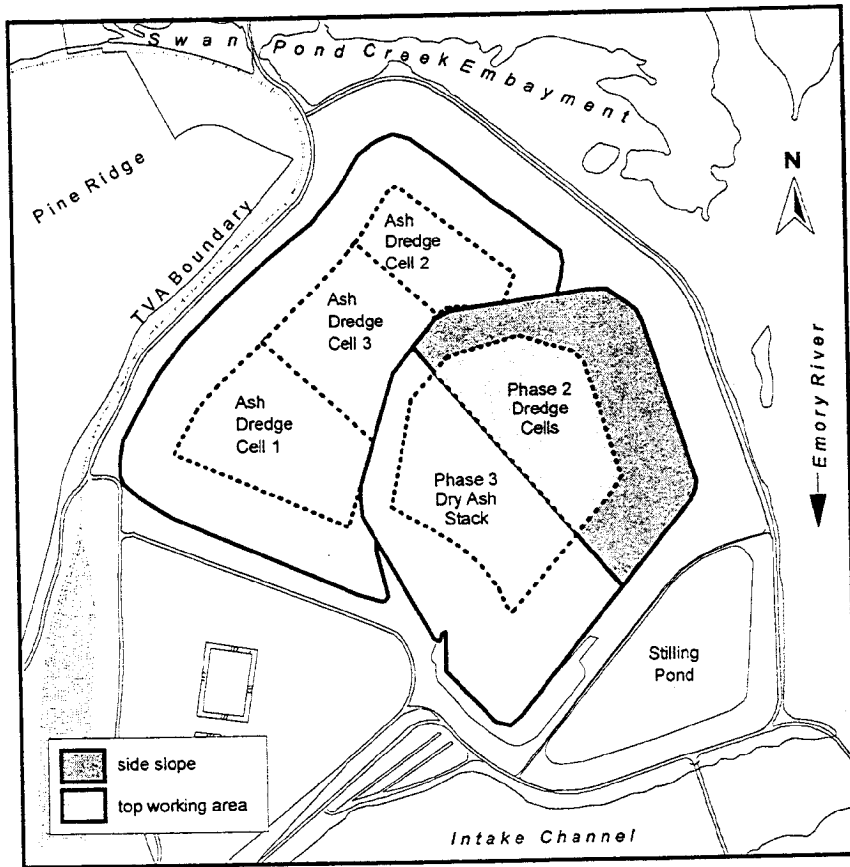 Swan Pond Creek Embayment
Pine Ridge
TVA Boundary
N
Ash
Dredge
Cell 2
Ash
Dredge
Cell 3
Ash
Dredge
Cell 1
Phase 2
Dredge
Cells
Phase 3
Dry Ash
Stack
Emory River
Stilling
Pond
side slope
top working area
Intake Channel